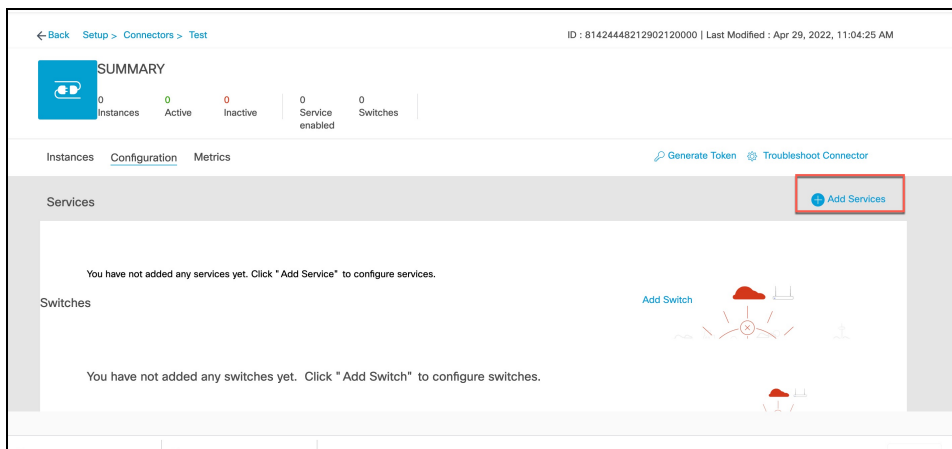 Back Setup > Connectors > Test ID : 81424448212902120000 | Last Modified : Apr 29, 2022, 11:04:25 AM
SUMMARY
0 0 0 0 0
Instances Active Inactive Service Switches
enabled
Instances Configuration Metrics Generate Token Troubleshoot Connector
Services Add Services
You have not added any services yet. Click "Add Service" to configure services.
Switches Add Switch
You have not added any switches yet. Click "Add Switch" to configure switches.